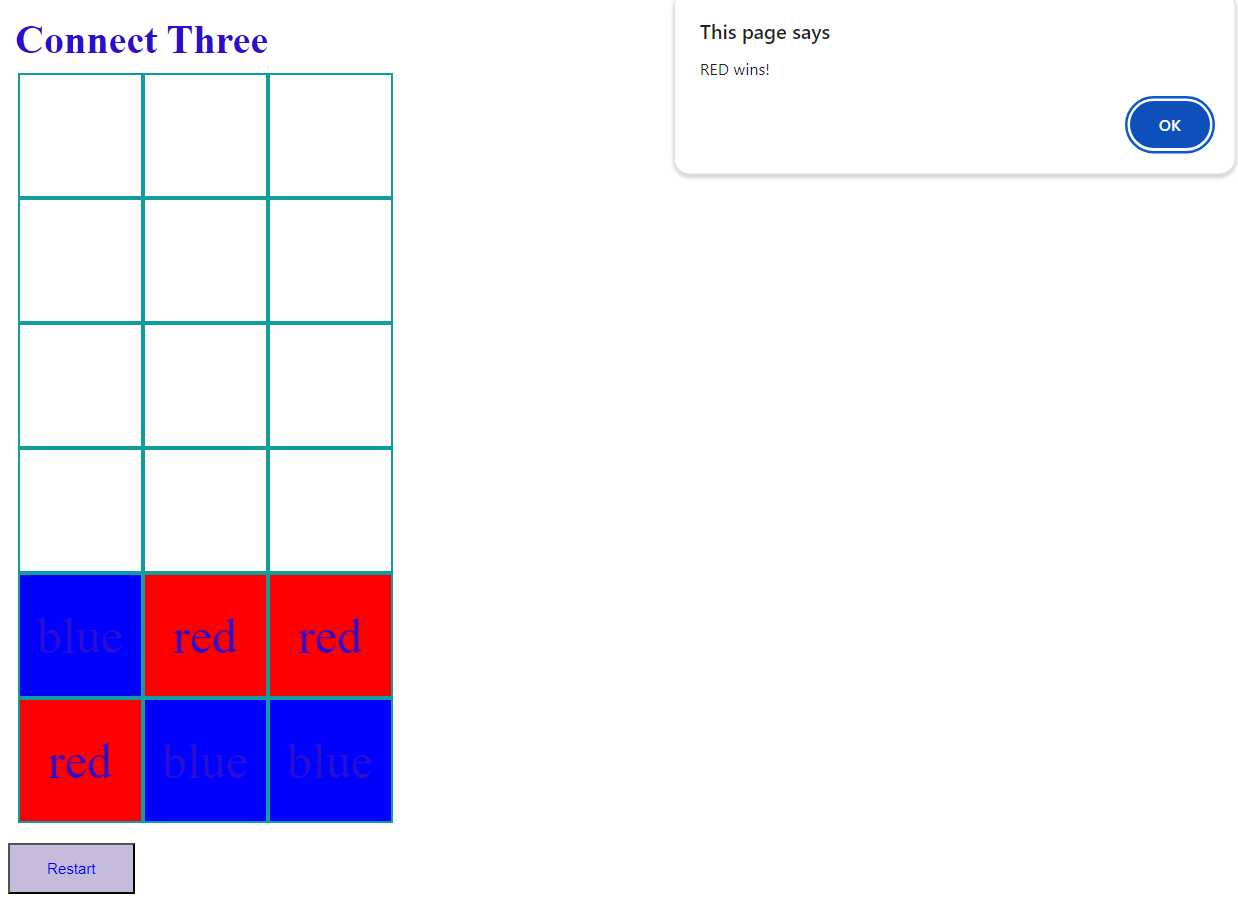 Connect Three
This page says
RED wins!
OK
blue red red
red blue blue
Restart